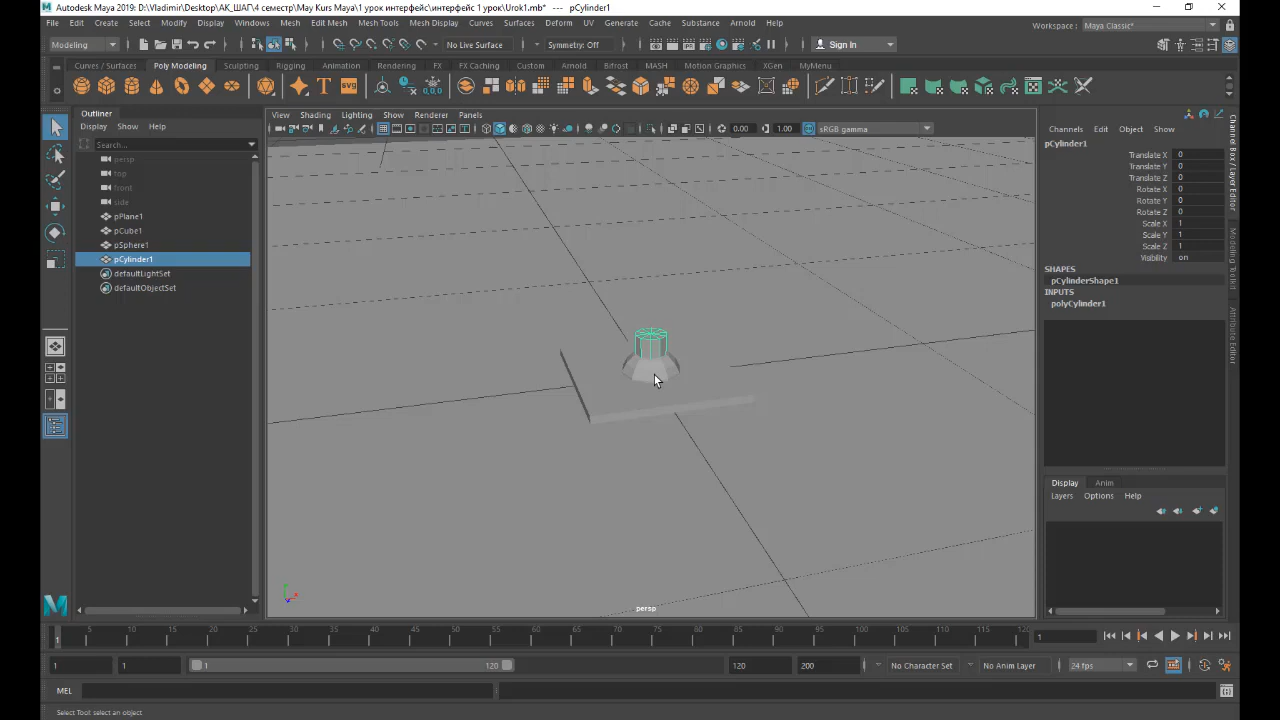 Autodesk Maya 2019: D:\Vladimir\Desktop\АК_ШАГ\4 семестр\May Kurs Maya\1 урок интерфейс\интерфейс 1 урок\Urok1.mb* --- pCylinder1
File Edit Create Select Modify Display Windows Mesh Edit Mesh Mesh Tools Mesh Display Curves Surfaces Deform UV Generate Cache Substance Arnold Help
Workspace : Maya Classic*
Modeling No Live Surface Symmetry: Off Sign In
Curves / Surfaces Poly Modeling Sculpting Rigging Animation Rendering FX FX Caching Custom Arnold Bifrost MASH Motion Graphics XGen MyMenu
Outliner
Display Show Help
Search...
persp
top
front
side
pPlane1
pCube1
pSphere1
pCylinder1
defaultLightSet
defaultObjectSet
View Shading Lighting Show Renderer Panels
0.00 1.00 sRGB gamma
persp
Channels Edit Object Show
pCylinder1
Translate X 0
Translate Y 0
Translate Z 0
Rotate X 0
Rotate Y 0
Rotate Z 0
Scale X 1
Scale Y 1
Scale Z 1
Visibility on
SHAPES
pCylinderShape1
INPUTS
polyCylinder1
Display Anim
Layers Options Help
Channel Box / Layer Editor
Modeling Toolkit
Attribute Editor
1 5 10 15 20 25 30 35 40 45 50 55 60 65 70 75 80 85 90 95 100 105 110 115 120 1
1 1 1 120 120 200 No Character Set No Anim Layer 24 fps
MEL
Select Tool: select an object